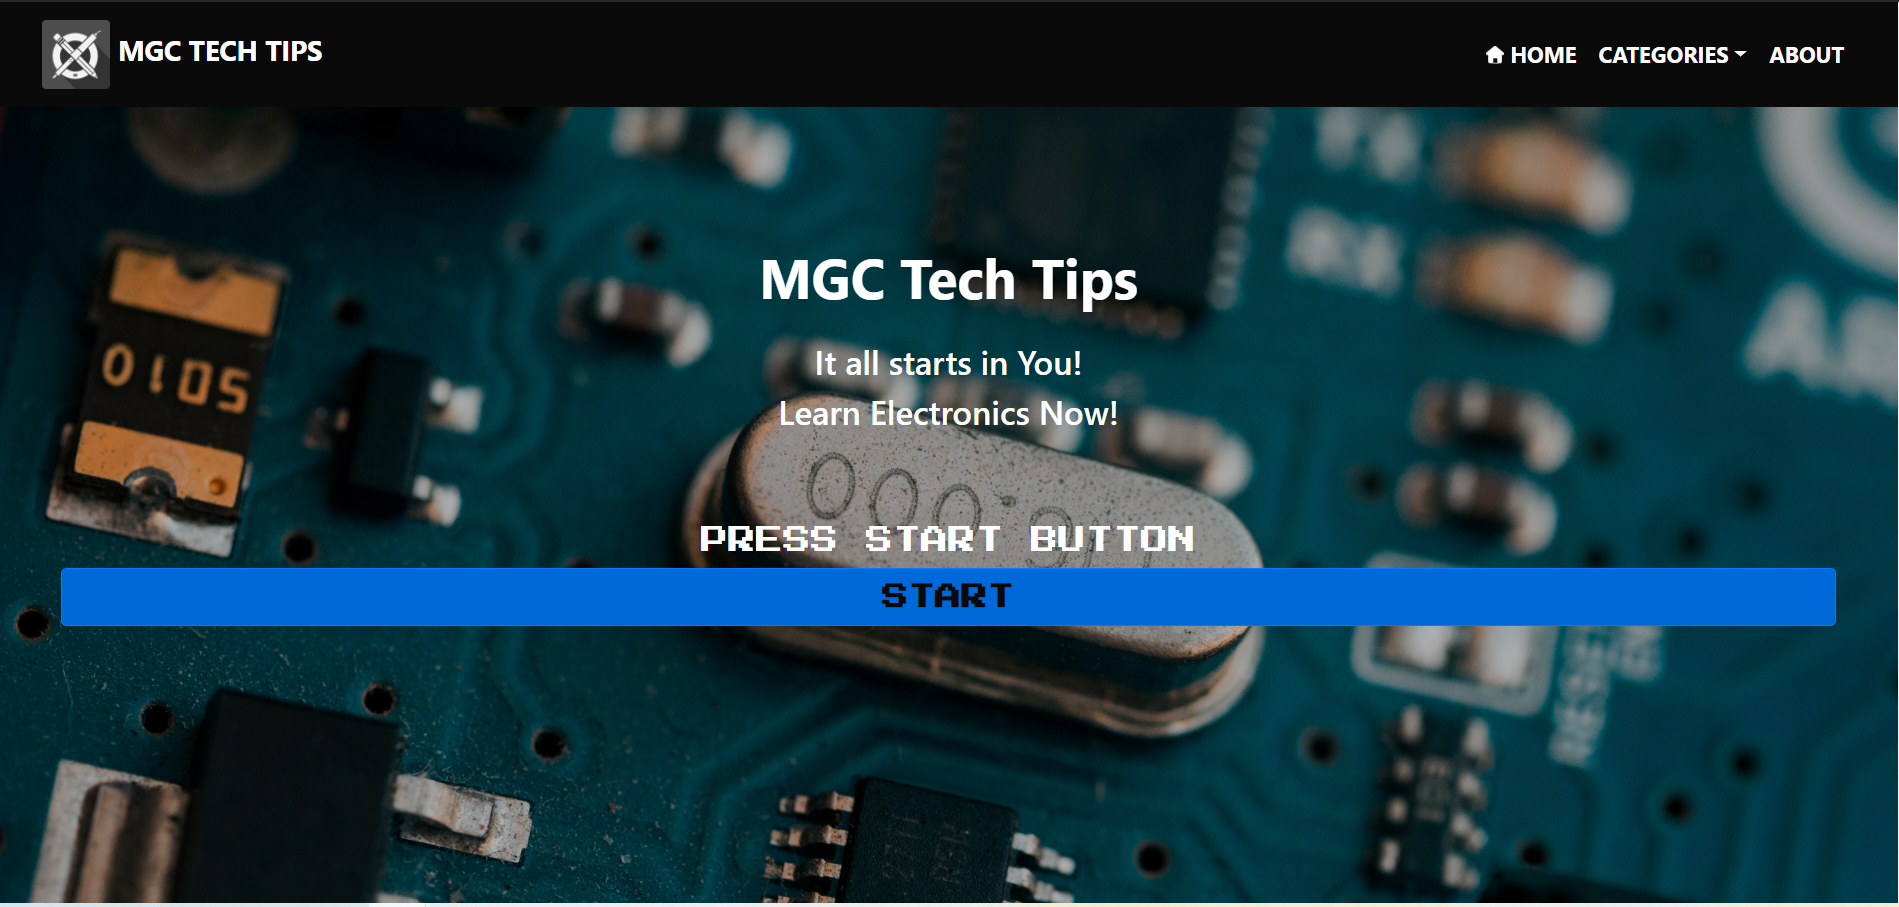 MGC TECH TIPS
HOME CATEGORIES ABOUT
MGC Tech Tips
It all starts in You!
Learn Electronics Now!
0105
PRESS START BUTTON
START